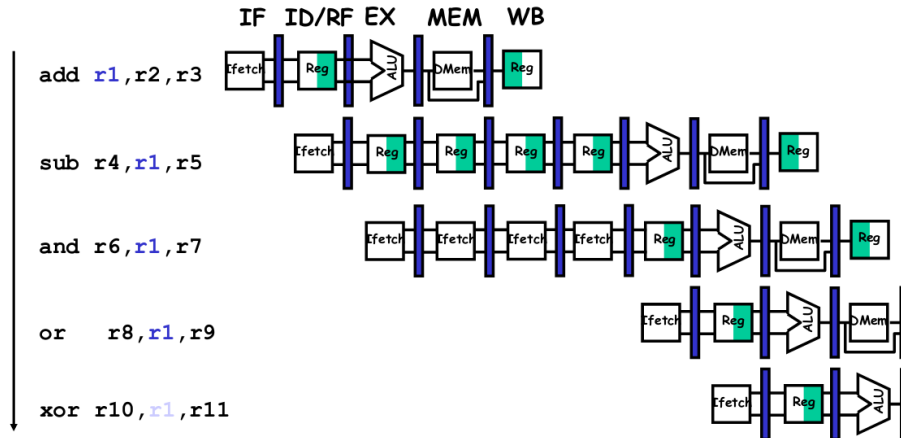 IF ID/RF EX MEM WB
add r1,r2,r3 Ifetch Reg ALU DMem Reg
sub r4,r1,r5 Ifetch Reg Reg Reg Reg ALU DMem Reg
and r6,r1,r7 Ifetch Ifetch Ifetch Ifetch Reg ALU DMem Reg
or r8,r1,r9 Ifetch Reg ALU DMem
xor r10,r1,r11 Ifetch Reg ALU